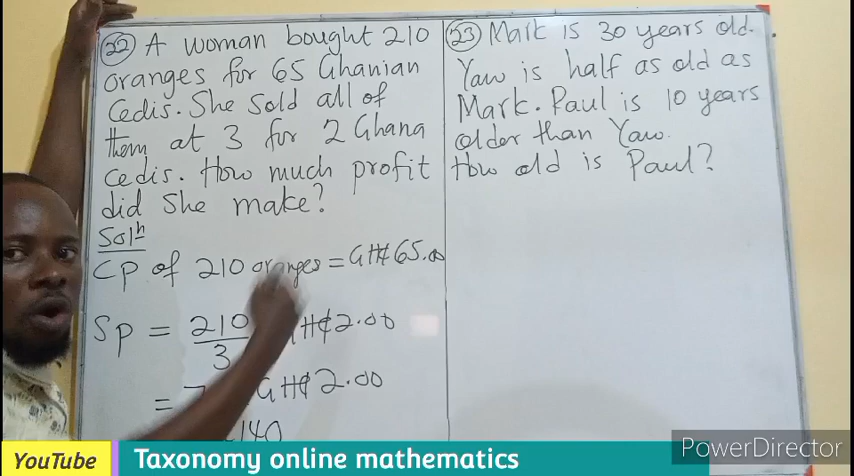 22 A woman bought 210
oranges for 65 Ghanian
Cedis. She Sold all of
them at 3 for 2 Ghana
Cedis. How much profit
did She make?
Soln
CP of 210 oranges = GH₵65.00
SP = 210
3
H₵2.00
= 7 GH₵2.00
140
23 Mark is 30 years old.
Yaw is half as old as
Mark. Paul is 10 years
older than Yaw.
How old is Paul?
PowerDirector
YouTube Taxonomy online mathematics